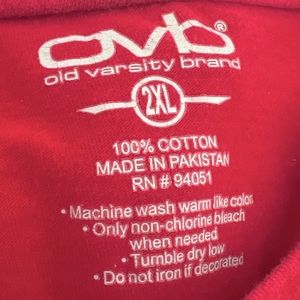 ovb®
old varsity brand
2XL
100% COTTON
MADE IN PAKISTAN
RN # 94051
• Machine wash warm like color
• Only non-chlorine bleach
when needed
• Tumble dry low
• Do not iron if decorated